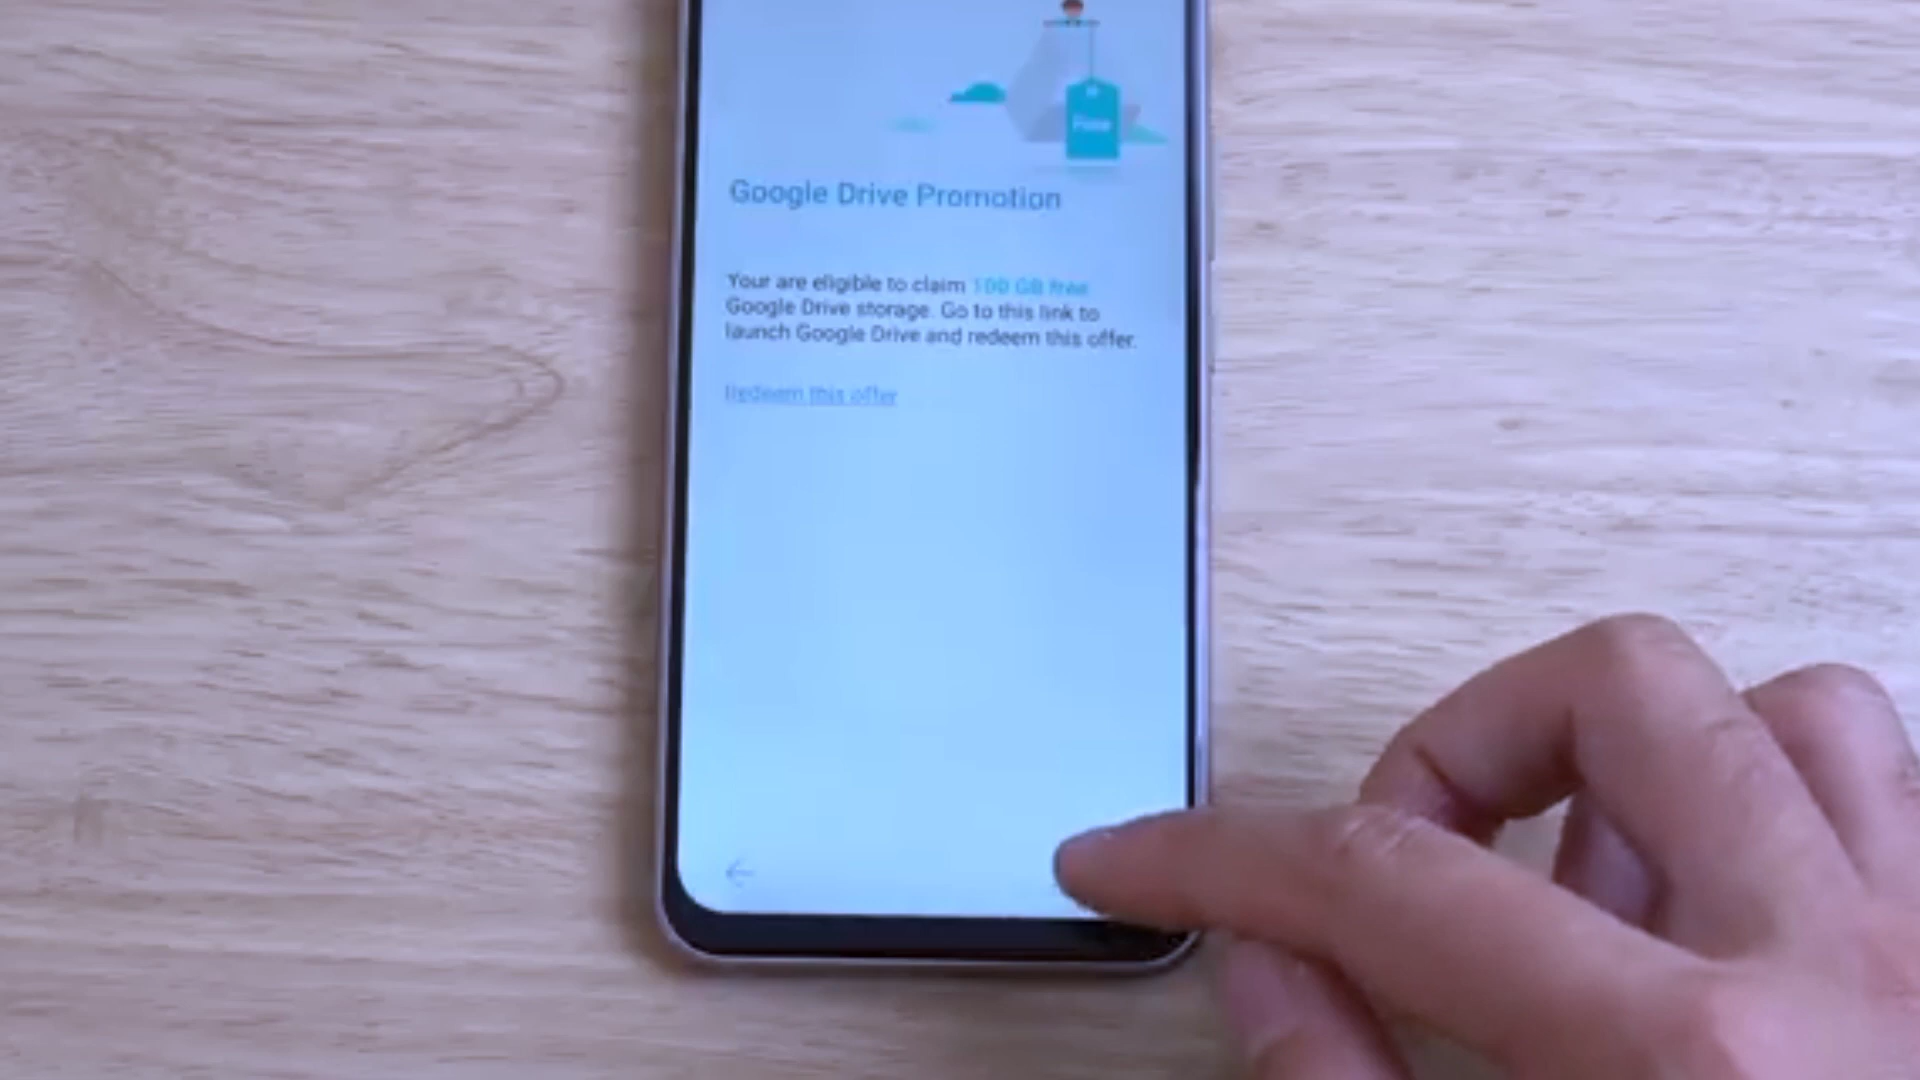 Free
Google Drive Promotion
Your are eligible to claim 100 GB free
Google Drive storage. Go to this link to
launch Google Drive and redeem this offer.
Redeem this offer